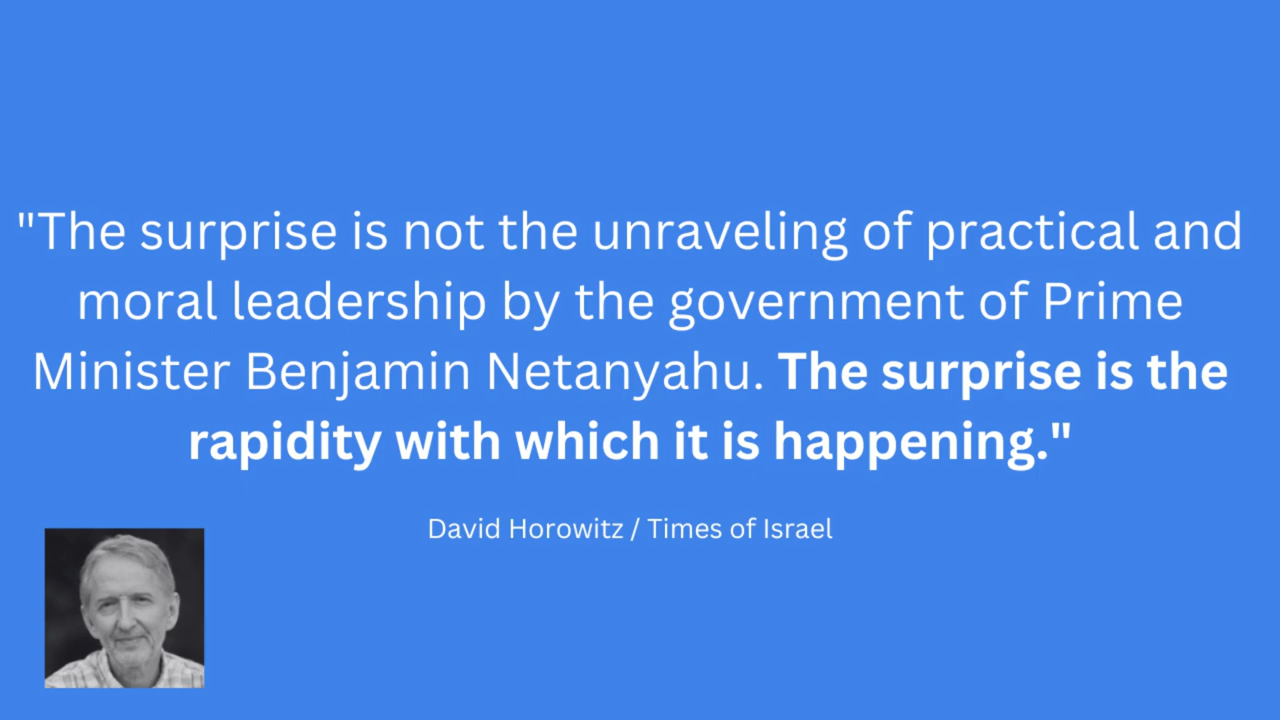 "The surprise is not the unraveling of practical and
moral leadership by the government of Prime
Minister Benjamin Netanyahu. The surprise is the
rapidity with which it is happening."
David Horowitz / Times of Israel